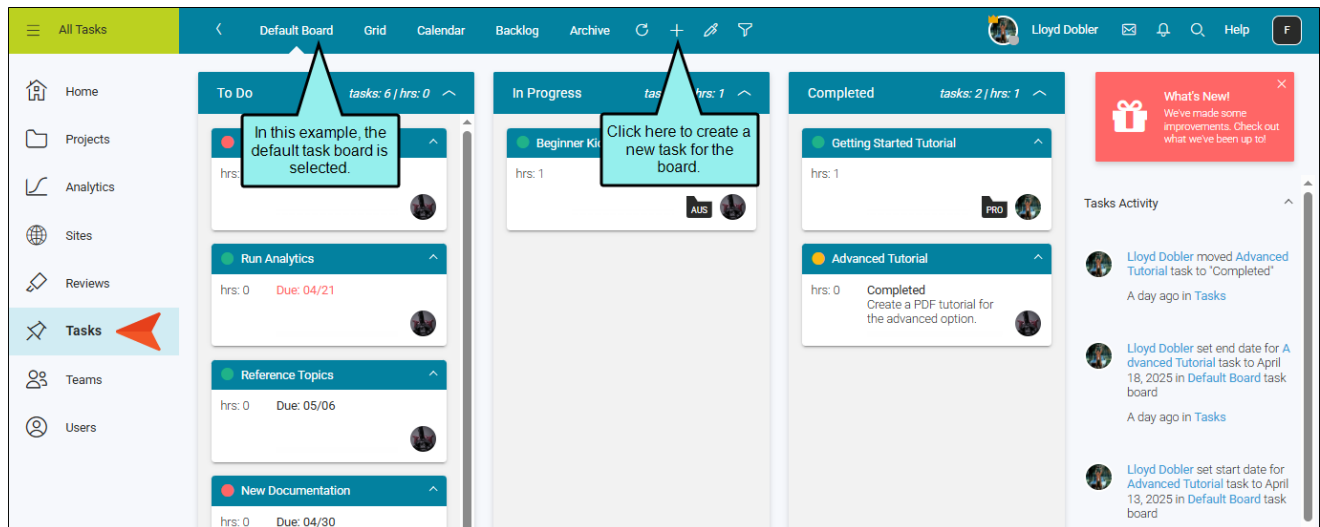 All Tasks
Default Board
Grid
Calendar
Backlog
Archive
Lloyd Dobler
Help
F
Home
Projects
Analytics
Sites
Reviews
Tasks
Teams
Users
To Do
tasks: 6 | hrs: 0
In this example, the
default task board is
selected.
hrs:
Run Analytics
hrs: 0 Due: 04/21
Reference Topics
hrs: 0 Due: 05/06
New Documentation
hrs: 0 Due: 04/30
In Progress
hrs: 1
Click here to create a
new task for the
board.
Beginner
hrs: 1
AUS
Completed
tasks: 2 | hrs: 1
Getting Started Tutorial
hrs: 1
PRO
Advanced Tutorial
hrs: 0 Completed
Create a PDF tutorial for
the advanced option.
What's New!
We've made some
improvements. Check out
what we've been up to!
Tasks Activity
Lloyd Dobler moved Advanced
Tutorial task to "Completed"
A day ago in Tasks
Lloyd Dobler set end date for A
dvanced Tutorial task to April
18, 2025 in Default Board task
board
A day ago in Tasks
Lloyd Dobler set start date for
Advanced Tutorial task to April
13, 2025 in Default Board task
board